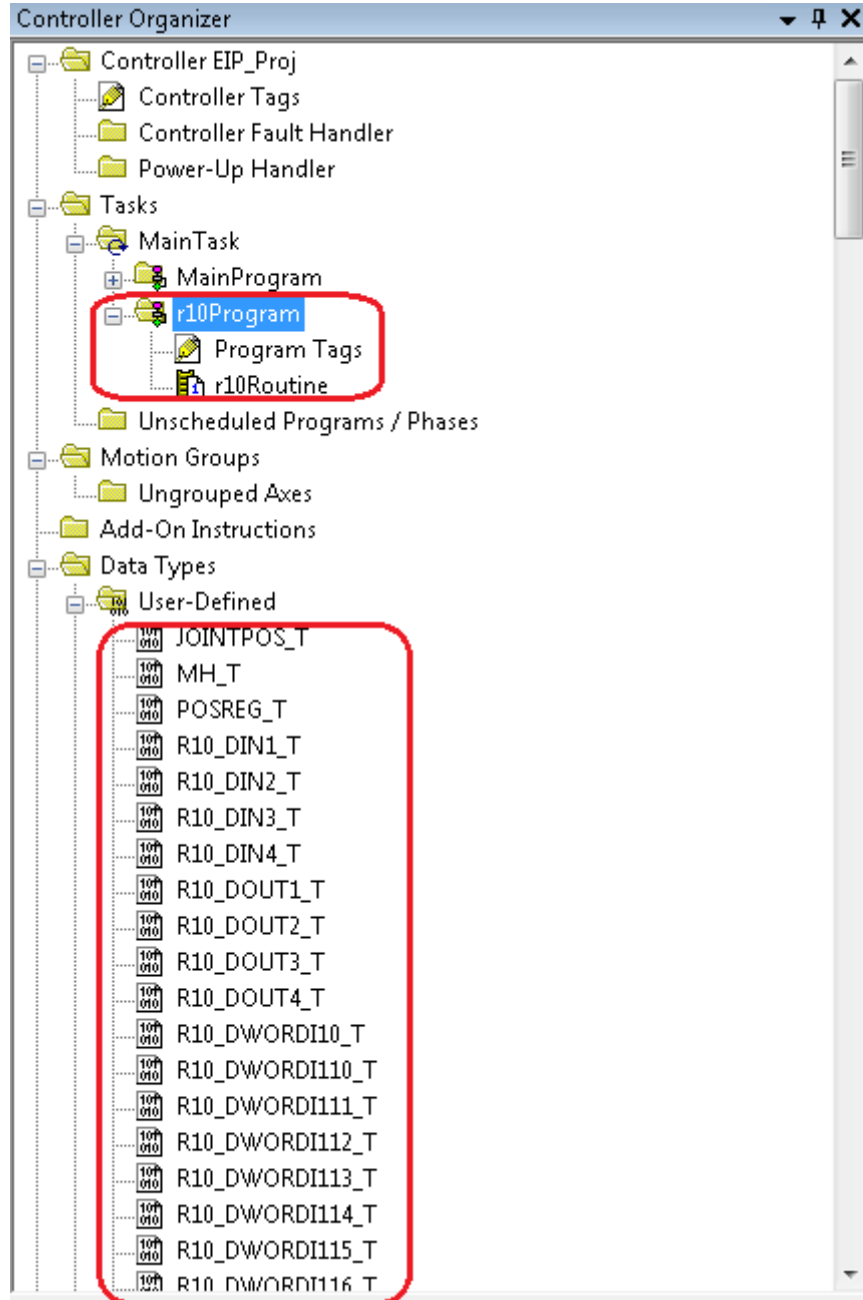 Controller Organizer
Controller EIP_Proj
Controller Tags
Controller Fault Handler
Power-Up Handler
Tasks
MainTask
MainProgram
r10Program
Program Tags
r10Routine
Unscheduled Programs / Phases
Motion Groups
Ungrouped Axes
Add-On Instructions
Data Types
User-Defined
JOINTPOS_T
MH_T
POSREG_T
R10_DIN1_T
R10_DIN2_T
R10_DIN3_T
R10_DIN4_T
R10_DOUT1_T
R10_DOUT2_T
R10_DOUT3_T
R10_DOUT4_T
R10_DWORDI10_T
R10_DWORDI110_T
R10_DWORDI111_T
R10_DWORDI112_T
R10_DWORDI113_T
R10_DWORDI114_T
R10_DWORDI115_T
R10_DWORDI116_T